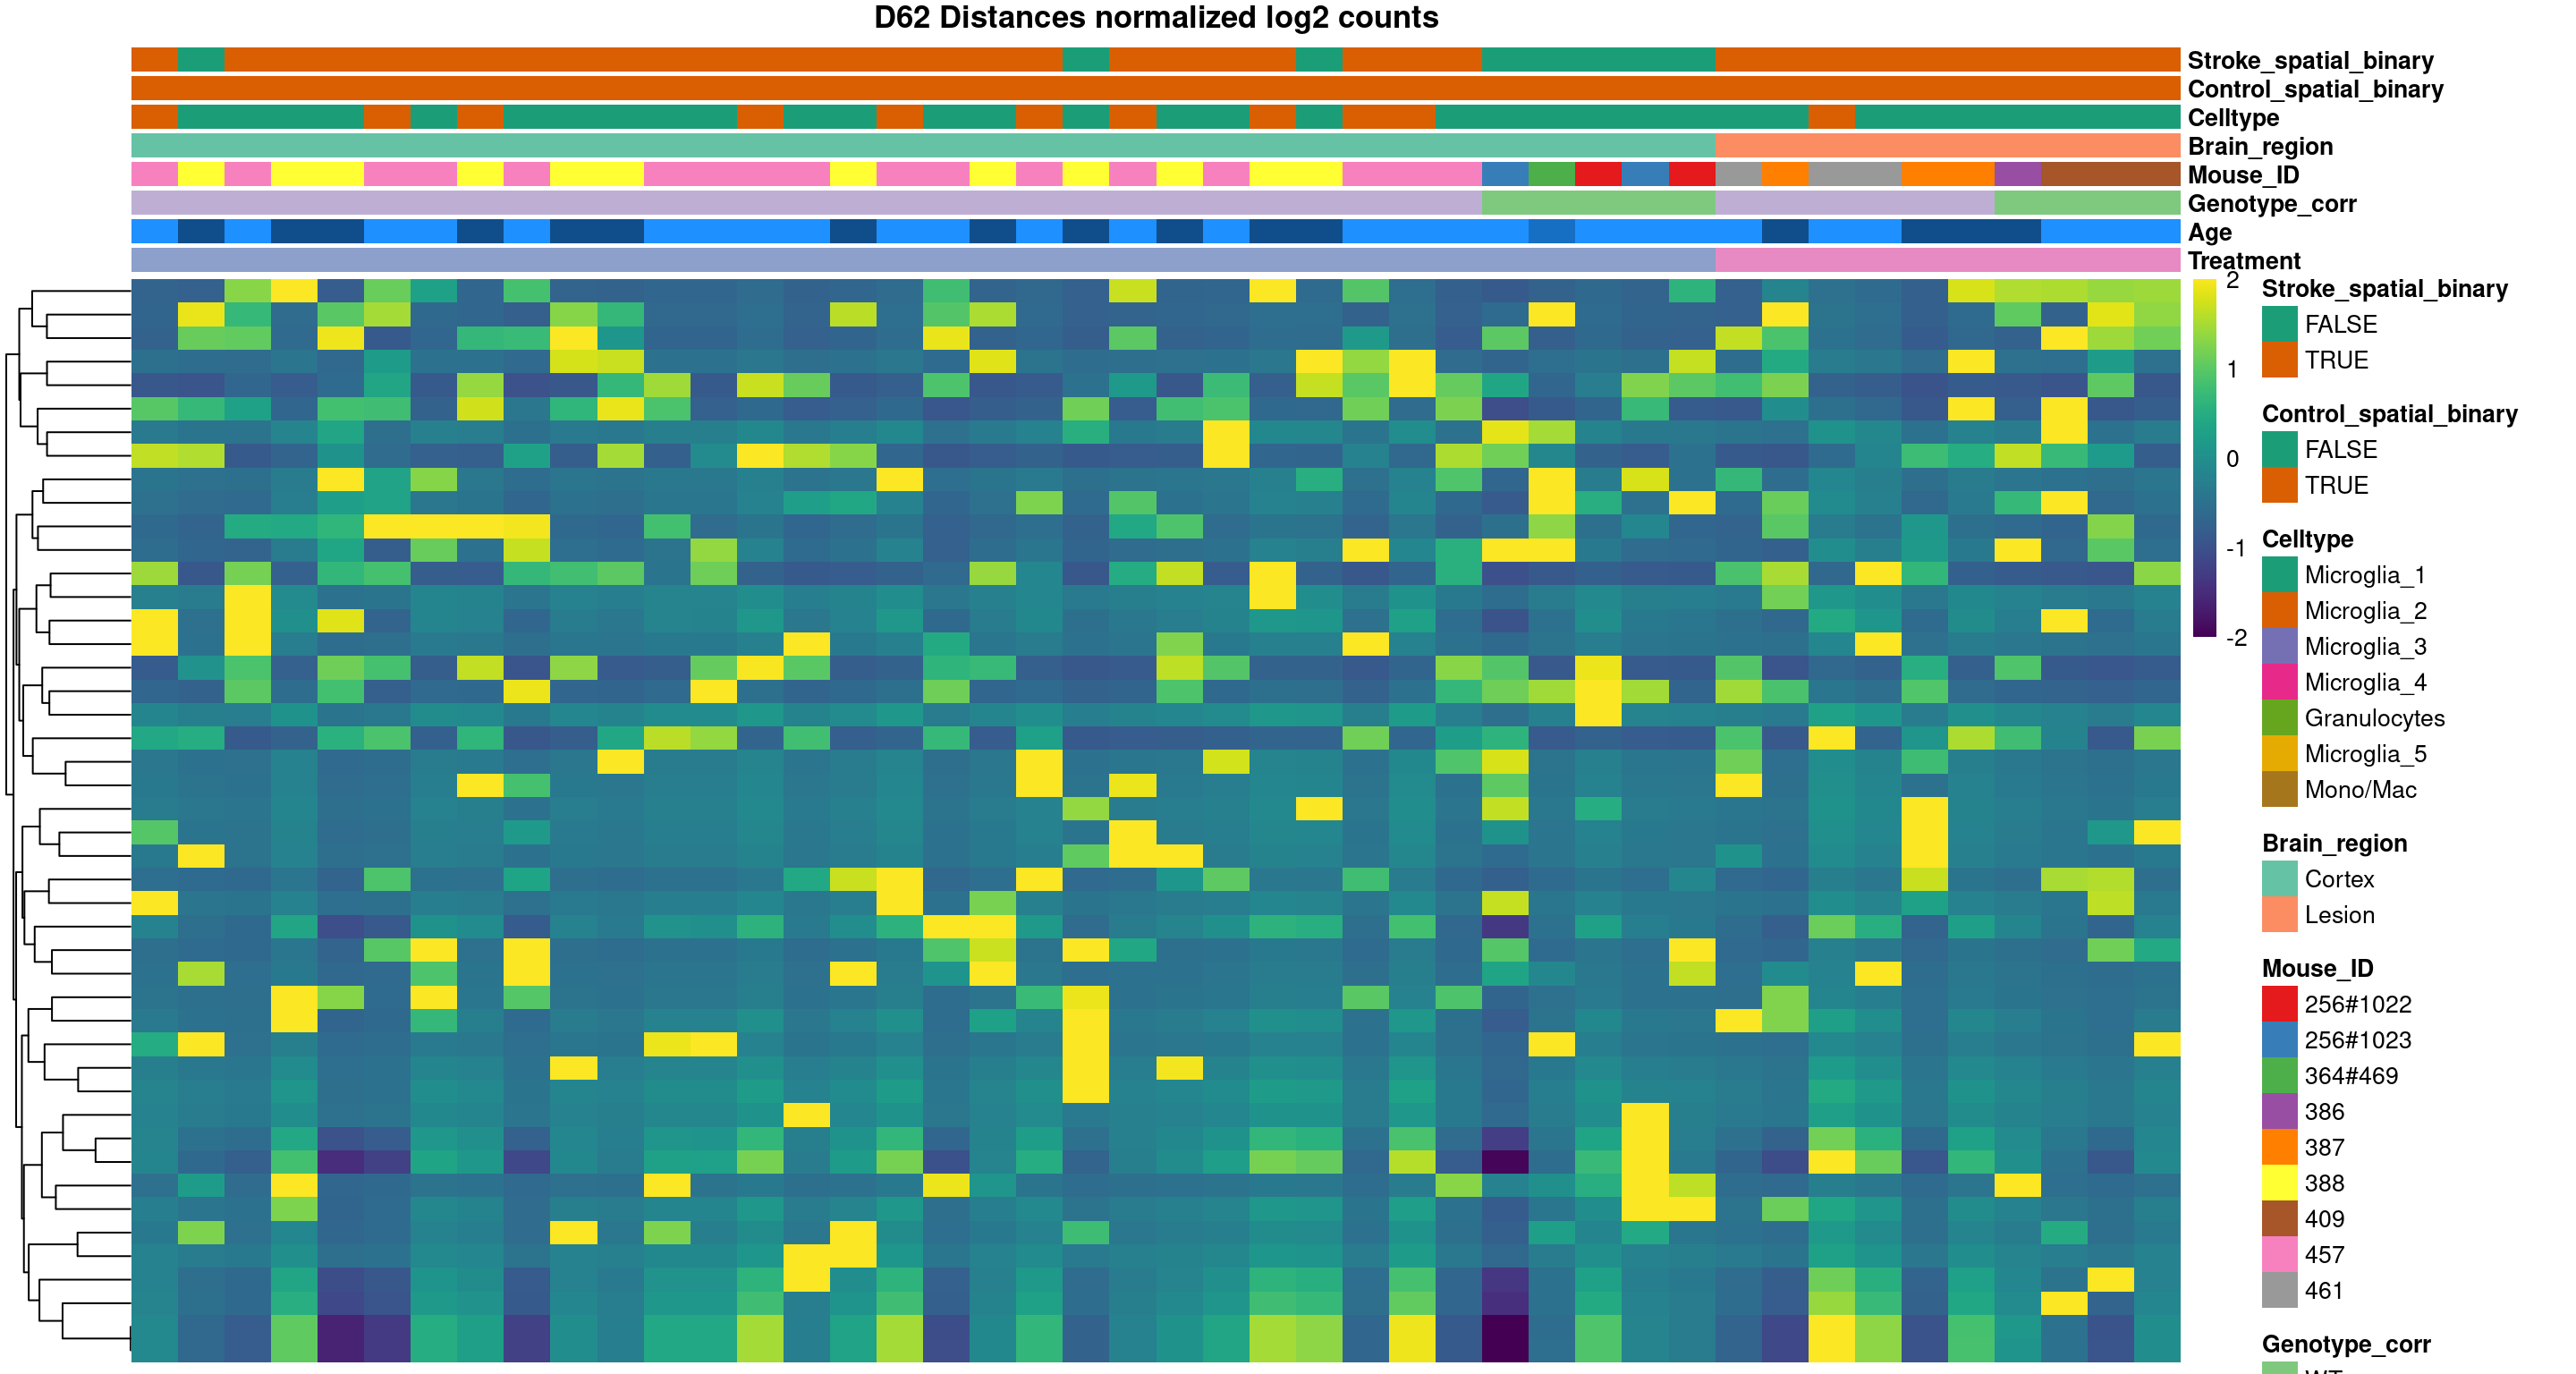 D62 Distances normalized log2 counts
Stroke_spatial_binary
Control_spatial_binary
Celltype
Brain_region
Mouse_ID
Genotype_corr
Age
Treatment
2
1
0
-1
-2
Stroke_spatial_binary
FALSE
TRUE
Control_spatial_binary
FALSE
TRUE
Celltype
Microglia_1
Microglia_2
Microglia_3
Microglia_4
Granulocytes
Microglia_5
Mono/Mac
Brain_region
Cortex
Lesion
Mouse_ID
256#1022
256#1023
364#469
386
387
388
409
457
461
Genotype_corr